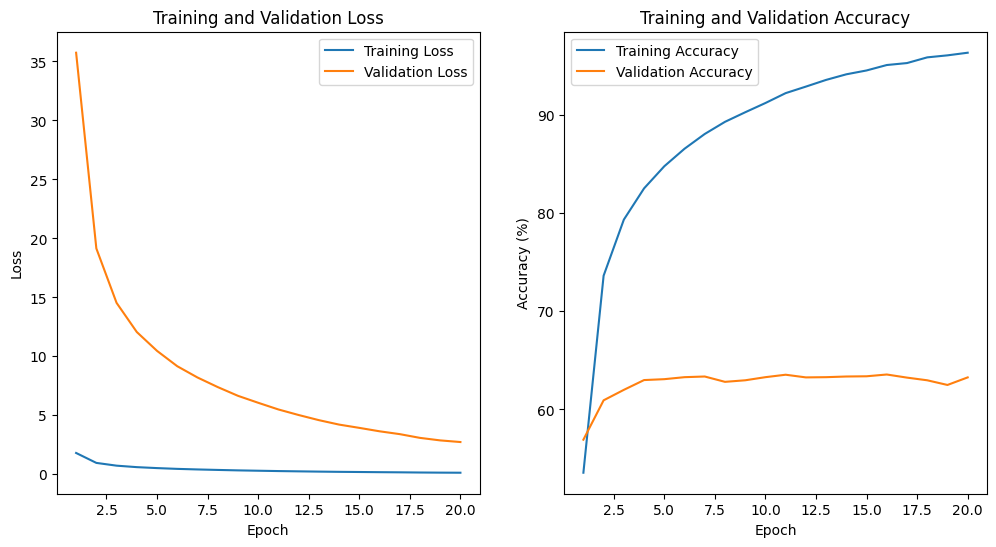 Training and Validation Loss
Training Loss
Validation Loss
35
30
25
20
15
10
5
0
Loss
2.5 5.0 7.5 10.0 12.5 15.0 17.5 20.0
Epoch
Training and Validation Accuracy
Training Accuracy
Validation Accuracy
90
80
70
60
Accuracy (%)
2.5 5.0 7.5 10.0 12.5 15.0 17.5 20.0
Epoch